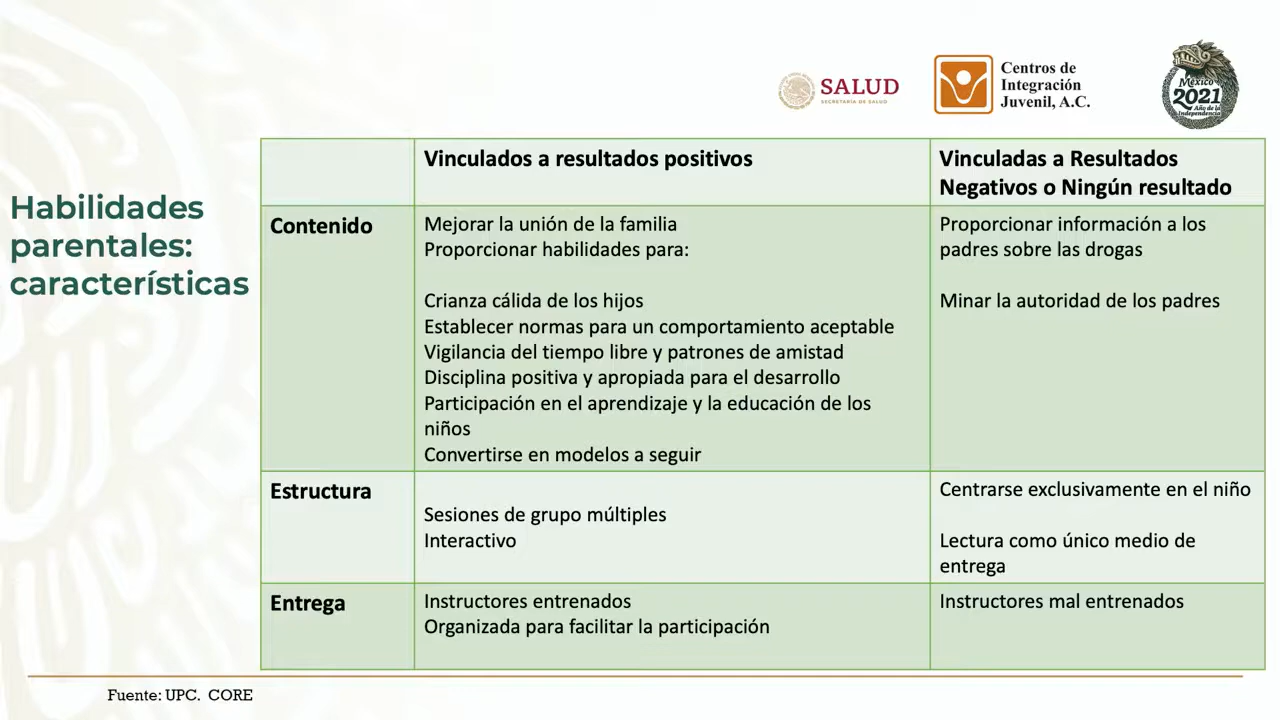 SALUD
SECRETARÍA DE SALUD
Centros de
Integración
Juvenil, A.C.
México
2021
Año de la
Independencia
Habilidades
parentales:
características
Vinculados a resultados positivos
Vinculadas a Resultados
Negativos o Ningún resultado
Contenido
Mejorar la unión de la familia
Proporcionar habilidades para:
Crianza cálida de los hijos
Establecer normas para un comportamiento aceptable
Vigilancia del tiempo libre y patrones de amistad
Disciplina positiva y apropiada para el desarrollo
Participación en el aprendizaje y la educación de los
niños
Convertirse en modelos a seguir
Proporcionar información a los
padres sobre las drogas
Minar la autoridad de los padres
Estructura
Sesiones de grupo múltiples
Interactivo
Centrarse exclusivamente en el niño
Lectura como único medio de
entrega
Entrega
Instructores entrenados
Organizada para facilitar la participación
Instructores mal entrenados
Fuente: UPC. CORE